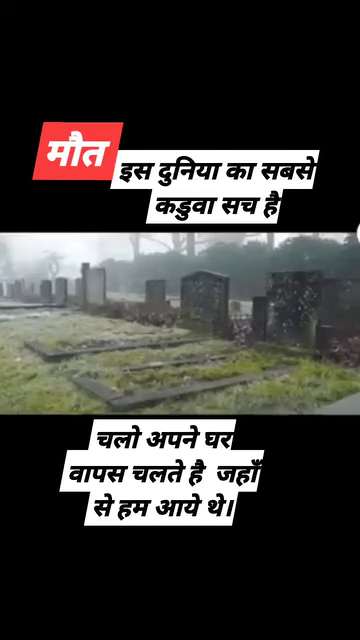 मौत
इस दुनिया का सबसे
कडुवा सच है
चलो अपने घर
वापस चलते है जहाँ
से हम आये थे।